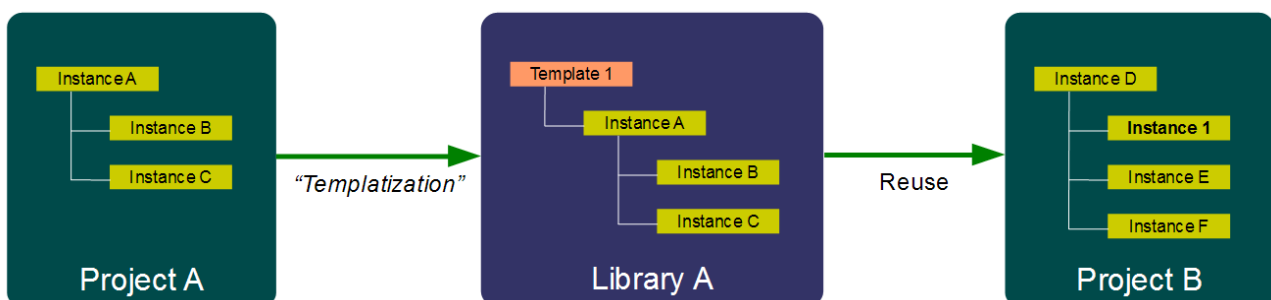 Instance A
Instance B
Instance C
Project A
“Templatization”
Template 1
Instance A
Instance B
Instance C
Library A
Reuse
Instance D
Instance 1
Instance E
Instance F
Project B